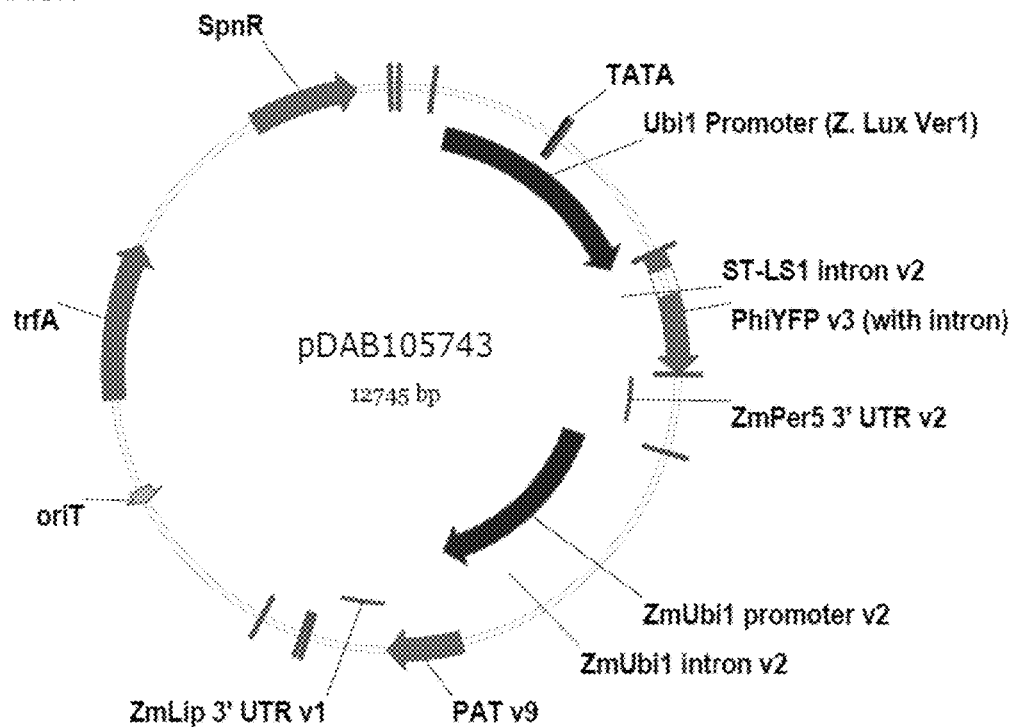 SpnR
TATA
Ubi1 Promoter (Z. Lux Ver1)
ST-LS1 intron v2
PhiYFP v3 (with intron)
trfA
pDAB105743
12745 bp
ZmPer5 3' UTR v2
oriT
ZmUbi1 promoter v2
ZmUbi1 intron v2
ZmLip 3' UTR v1
PAT v9